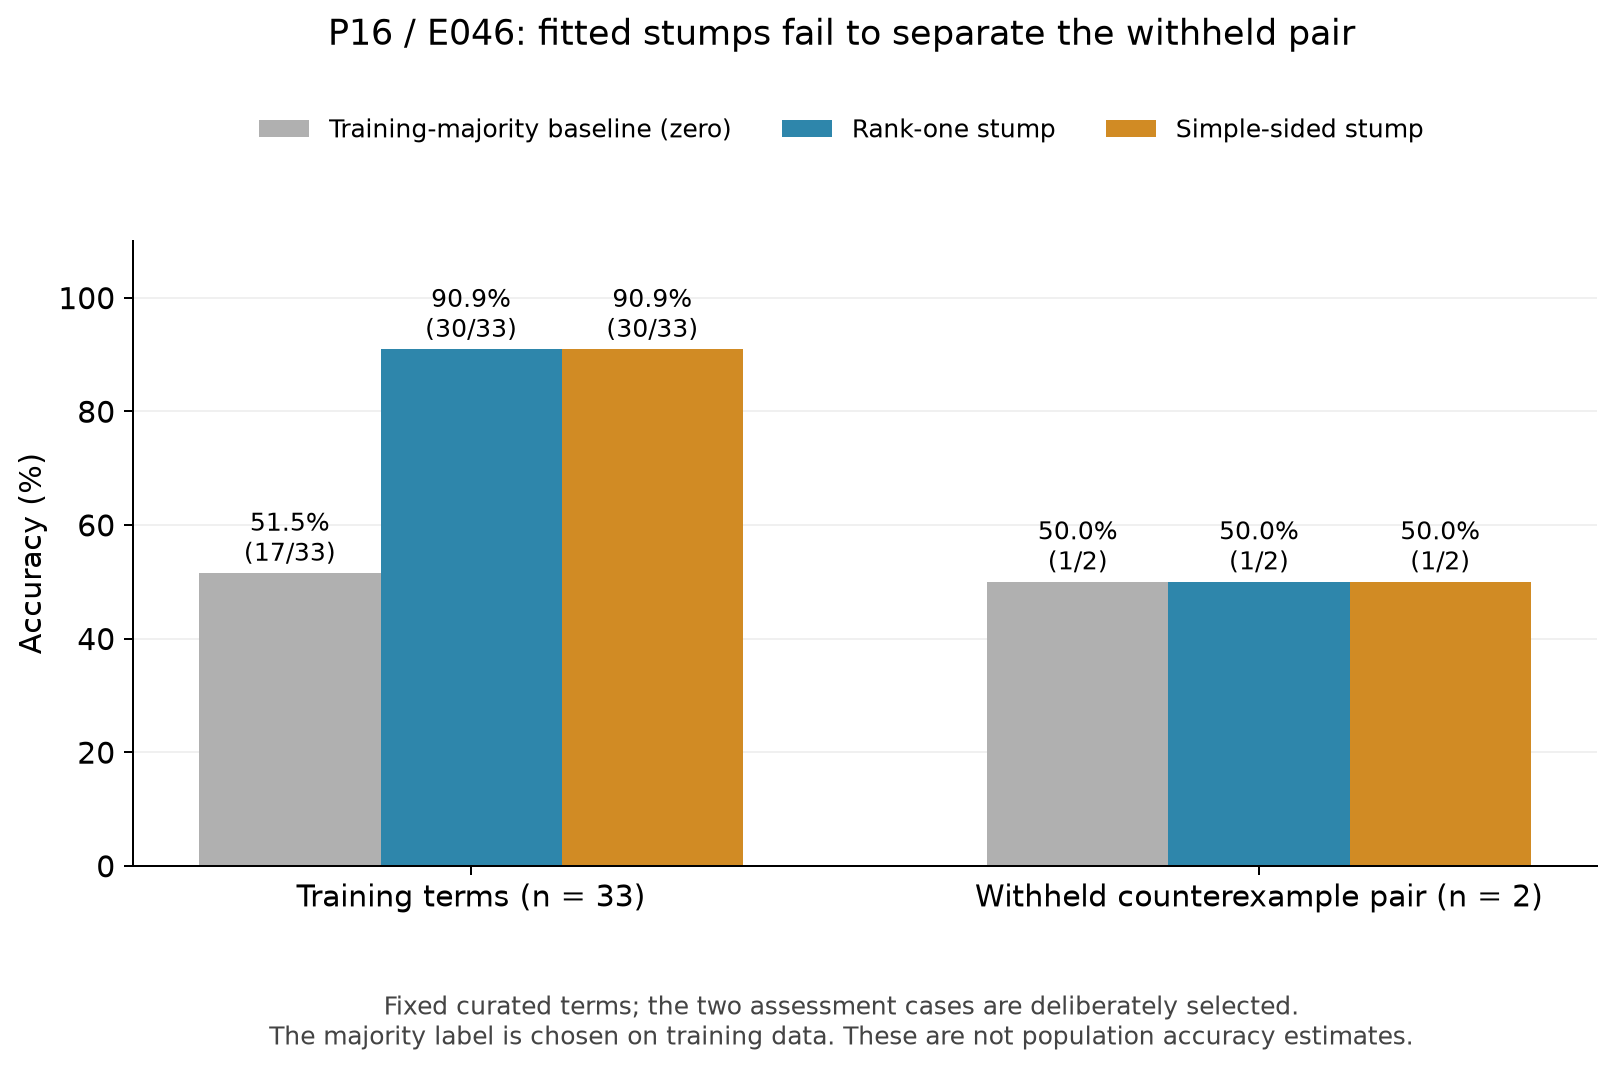 P16 / E046: fitted stumps fail to separate the withheld pair
Training-majority baseline (zero)
Rank-one stump
Simple-sided stump
Accuracy (%)
100
80
60
40
20
0
51.5%
(17/33)
90.9%
(30/33)
90.9%
(30/33)
50.0%
(1/2)
50.0%
(1/2)
50.0%
(1/2)
Training terms (n = 33)
Withheld counterexample pair (n = 2)
Fixed curated terms; the two assessment cases are deliberately selected.
The majority label is chosen on training data. These are not population accuracy estimates.